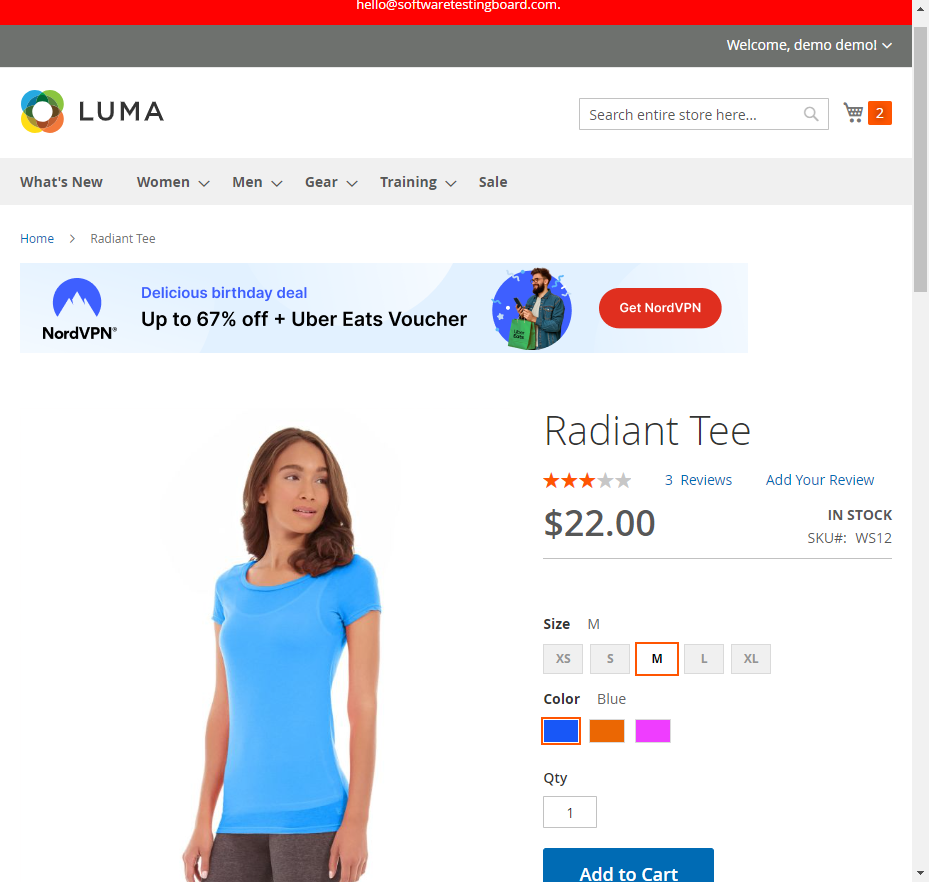 hello@softwaretestingboard.com.
Welcome, demo demo!
LUMA
Search entire store here...
2
What's New Women Men Gear Training Sale
Home Radiant Tee
NordVPN®
Delicious birthday deal
Up to 67% off + Uber Eats Voucher
UBER EATS
Get NordVPN
Radiant Tee
3 Reviews Add Your Review
$22.00
IN STOCK
SKU#: WS12
Size M
XS S M L XL
Color Blue
Qty
1
Add to Cart